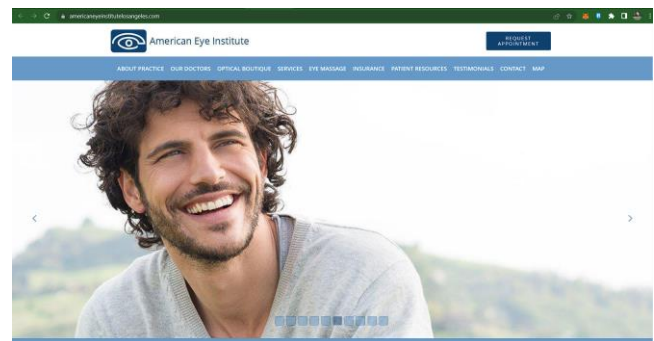 americaneyeinstitutelosangeles.com
American Eye Institute
REQUEST
APPOINTMENT
ABOUT PRACTICE OUR DOCTORS OPTICAL BOUTIQUE SERVICES EYE MASSAGE INSURANCE PATIENT RESOURCES TESTIMONIALS CONTACT MAP